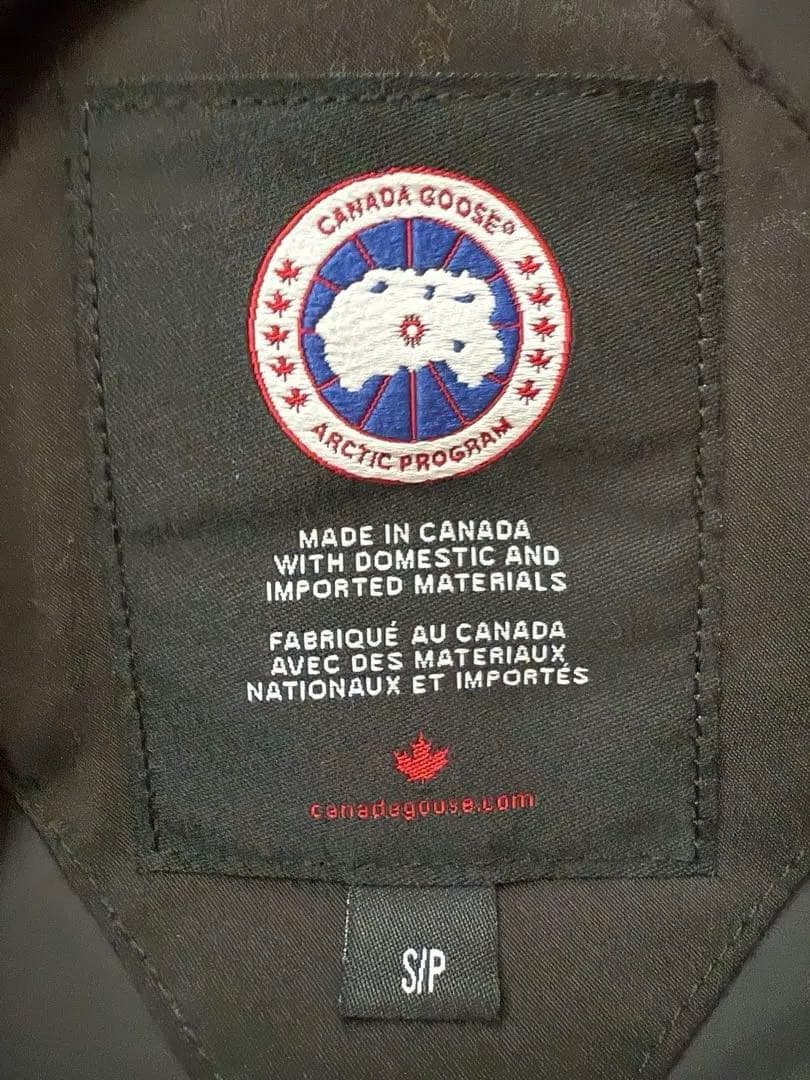 CANADA GOOSE®
ARCTIC PROGRAM
MADE IN CANADA
WITH DOMESTIC AND
IMPORTED MATERIALS
FABRIQUÉ AU CANADA
AVEC DES MATERIAUX
NATIONAUX ET IMPORTÉS
canadagouse.com
S/P